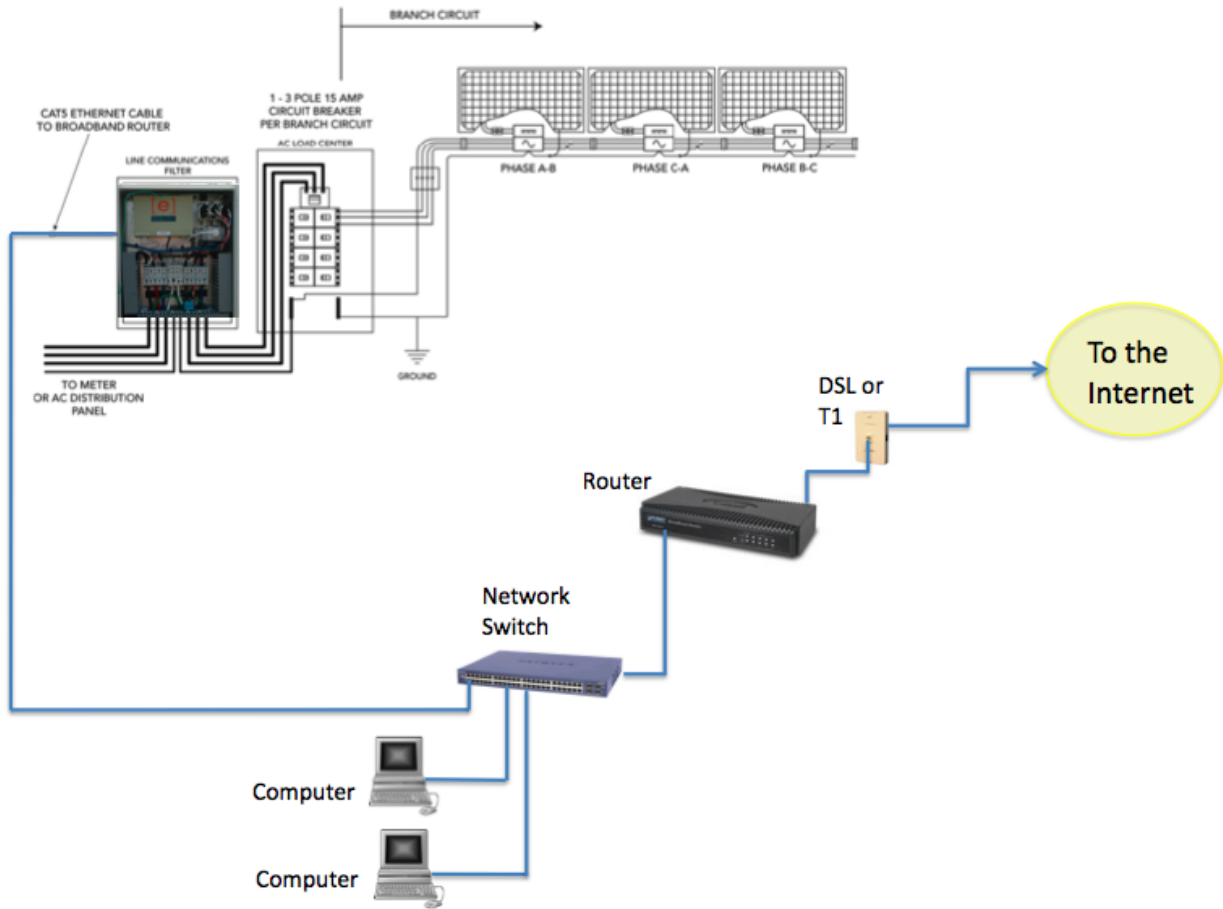 BRANCH CIRCUIT
1 - 3 POLE 15 AMP
CIRCUIT BREAKER
PER BRANCH CIRCUIT
AC LOAD CENTER
CAT5 ETHERNET CABLE
TO BROADBAND ROUTER
LINE COMMUNICATIONS
FILTER
PHASE A-B
PHASE C-A
PHASE B-C
TO METER
OR AC DISTRIBUTION
PANEL
GROUND
To the
Internet
DSL or
T1
Router
Network
Switch
Computer
Computer